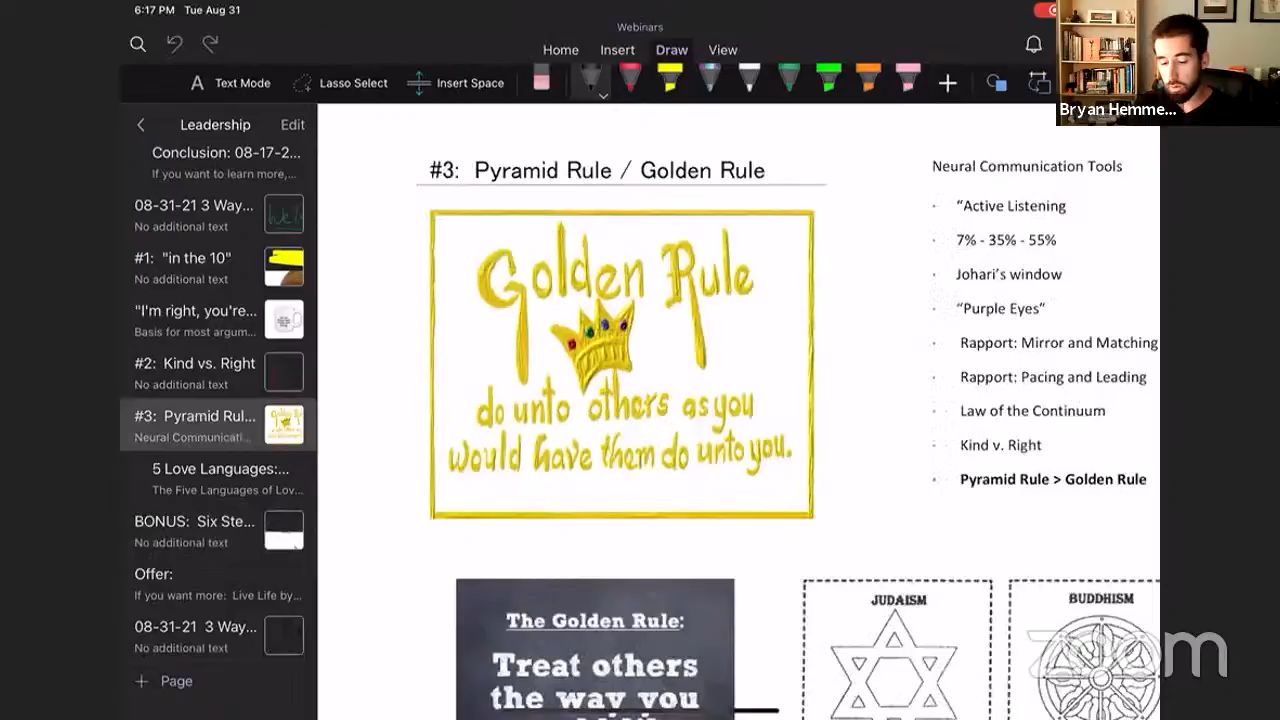 6:17 PM Tue Aug 31
Webinars
Home Insert Draw View
Text Mode Lasso Select Insert Space
Bryan Hemme...
Leadership Edit
Conclusion: 08-17-2...
If you want to learn more,...
08-31-21 3 Way...
No additional text
#1: "in the 10"
No additional text
"I'm right, you're...
Basis for most argum...
#2: Kind vs. Right
No additional text
#3: Pyramid Rul...
Neural Communicati...
5 Love Languages:...
The Five Languages of Lov...
BONUS: Six Ste...
No additional text
Offer:
If you want more: Live Life by...
08-31-21 3 Way...
No additional text
Page
#3: Pyramid Rule / Golden Rule
Golden Rule
do unto others as you
would have them do unto you.
Neural Communication Tools
· “Active Listening
· 7% - 35% - 55%
· Johari’s window
· “Purple Eyes”
· Rapport: Mirror and Matching
· Rapport: Pacing and Leading
· Law of the Continuum
· Kind v. Right
· Pyramid Rule > Golden Rule
The Golden Rule:
Treat others
the way you
JUDAISM
BUDDHISM
zoom